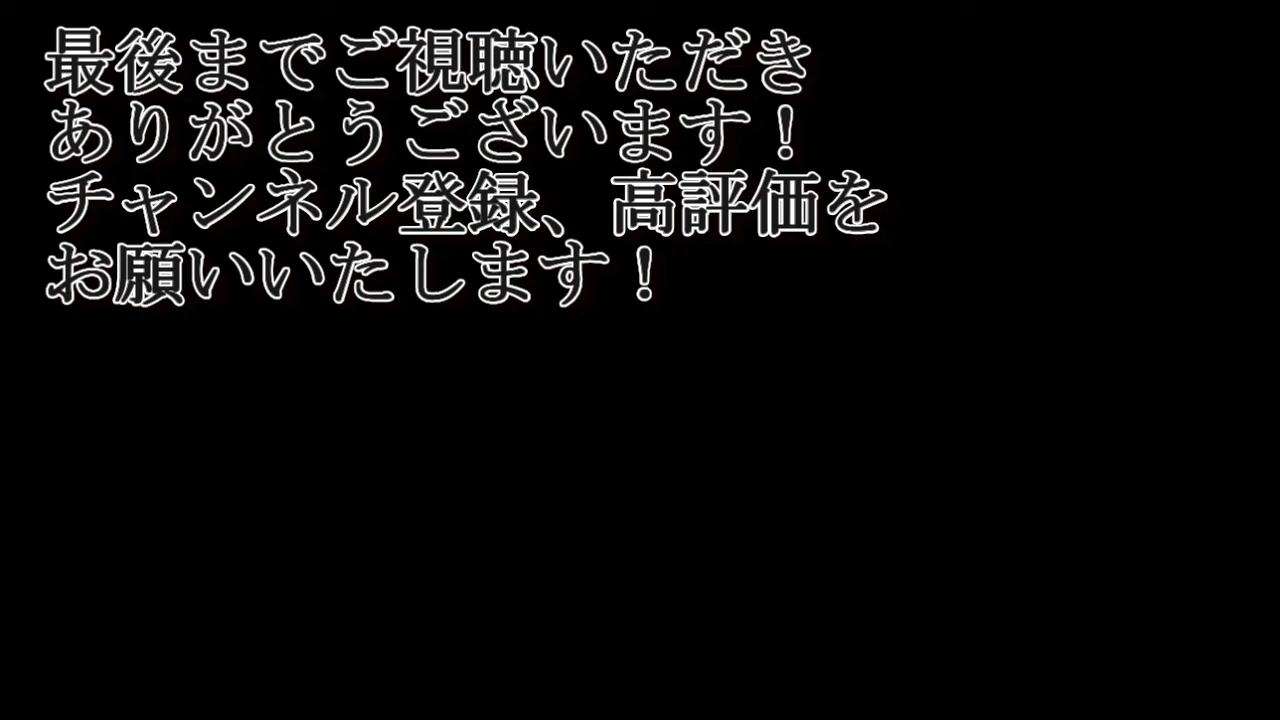 最後までご視聴いただき
ありがとうございます！
チャンネル登録、高評価を
お願いいたします！